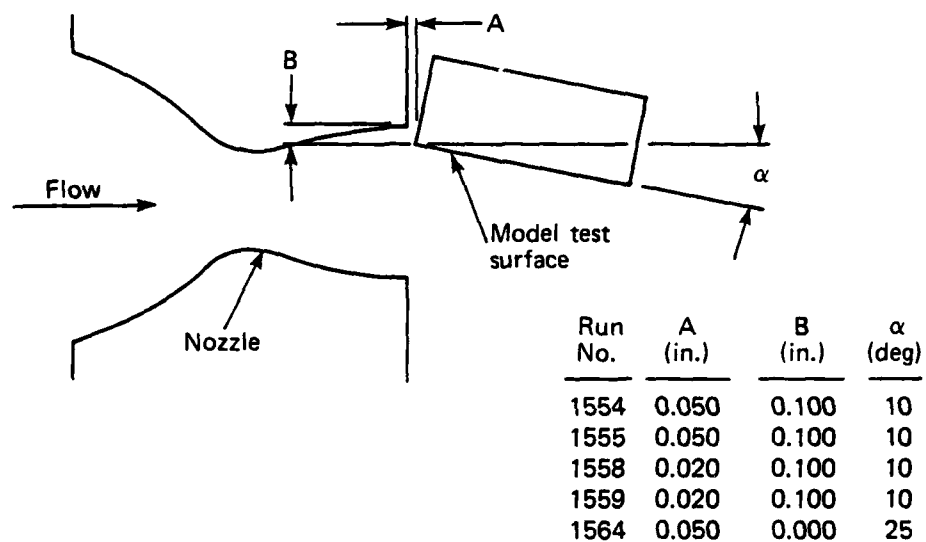 A
B
α
Flow
Model test
surface
Nozzle
Run A B α
No. (in.) (in.) (deg)
1554 0.050 0.100 10
1555 0.050 0.100 10
1558 0.020 0.100 10
1559 0.020 0.100 10
1564 0.050 0.000 25